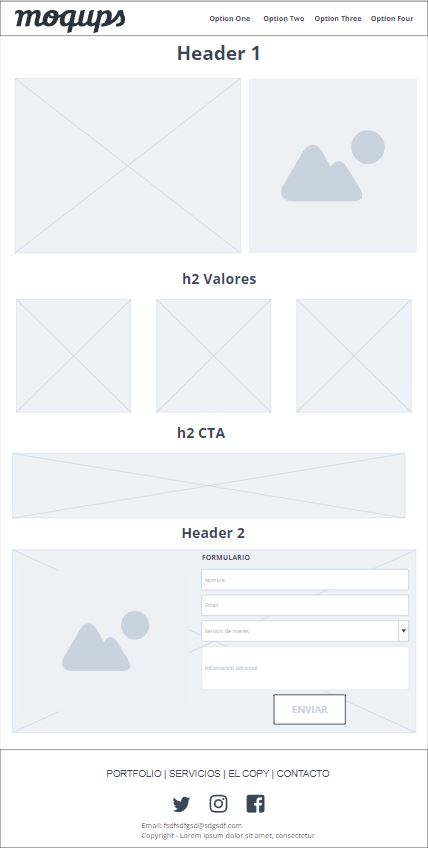 moqups
Option One Option Two Option Three Option Four
Header 1
h2 Valores
h2 CTA
Header 2
FORMULARIO
Nombre
Email
Servicio de interés
Información adicional
ENVIAR
PORTFOLIO | SERVICIOS | EL COPY | CONTACTO
Email: fsdfsdfgsd@sdgsdf.com
Copyright - Lorem ipsum dolor sit amet, consectetur